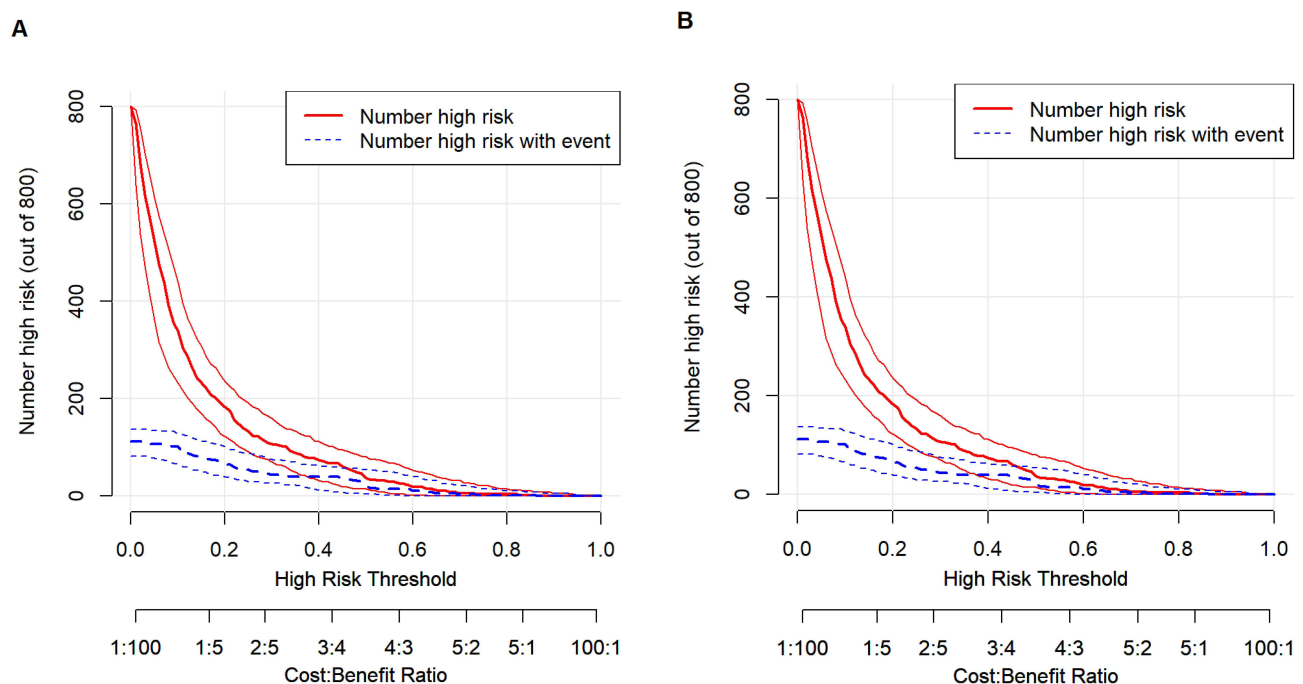 A
Number high risk (out of 800)
800
600
400
200
0
Number high risk
Number high risk with event
0.0 0.2 0.4 0.6 0.8 1.0
High Risk Threshold
1:100 1:5 2:5 3:4 4:3 5:2 5:1 100:1
Cost:Benefit Ratio
B
Number high risk (out of 800)
800
600
400
200
0
Number high risk
Number high risk with event
0.0 0.2 0.4 0.6 0.8 1.0
High Risk Threshold
1:100 1:5 2:5 3:4 4:3 5:2 5:1 100:1
Cost:Benefit Ratio